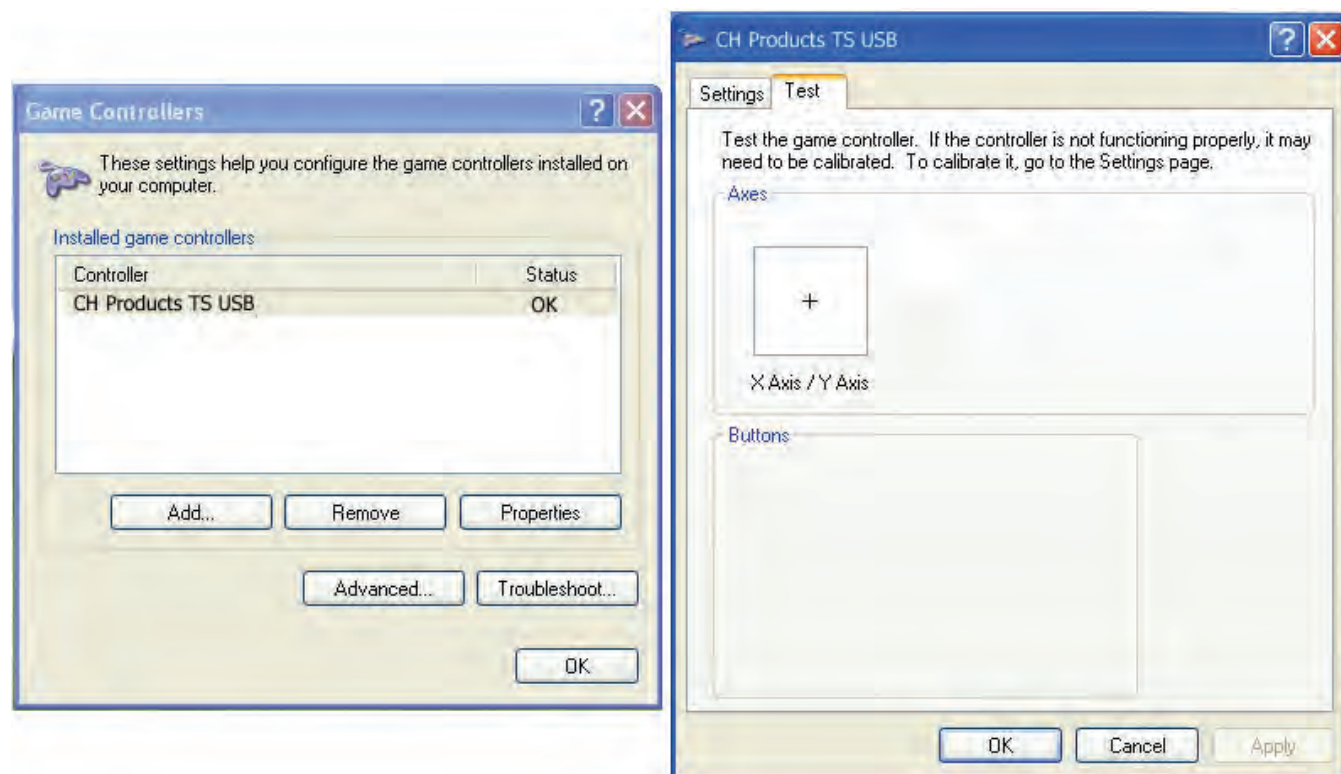 Game Controllers
These settings help you configure the game controllers installed on
your computer.
Installed game controllers
Controller Status
CH Products TS USB OK
Add... Remove Properties
Advanced... Troubleshoot...
OK
CH Products TS USB
Settings Test
Test the game controller. If the controller is not functioning properly, it may
need to be calibrated. To calibrate it, go to the Settings page.
Axes
X Axis / Y Axis
Buttons
OK Cancel Apply